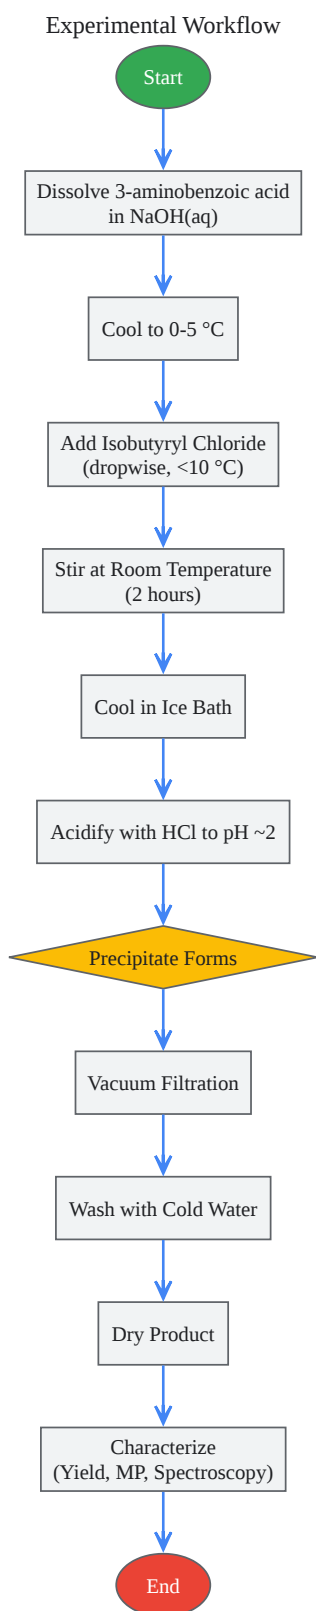 Experimental Workflow
Start
Dissolve 3-aminobenzoic acid
in NaOH(aq)
Cool to 0-5 °C
Add Isobutyryl Chloride
(dropwise, <10 °C)
Stir at Room Temperature
(2 hours)
Cool in Ice Bath
Acidify with HCl to pH ~2
Precipitate Forms
Vacuum Filtration
Wash with Cold Water
Dry Product
Characterize
(Yield, MP, Spectroscopy)
End